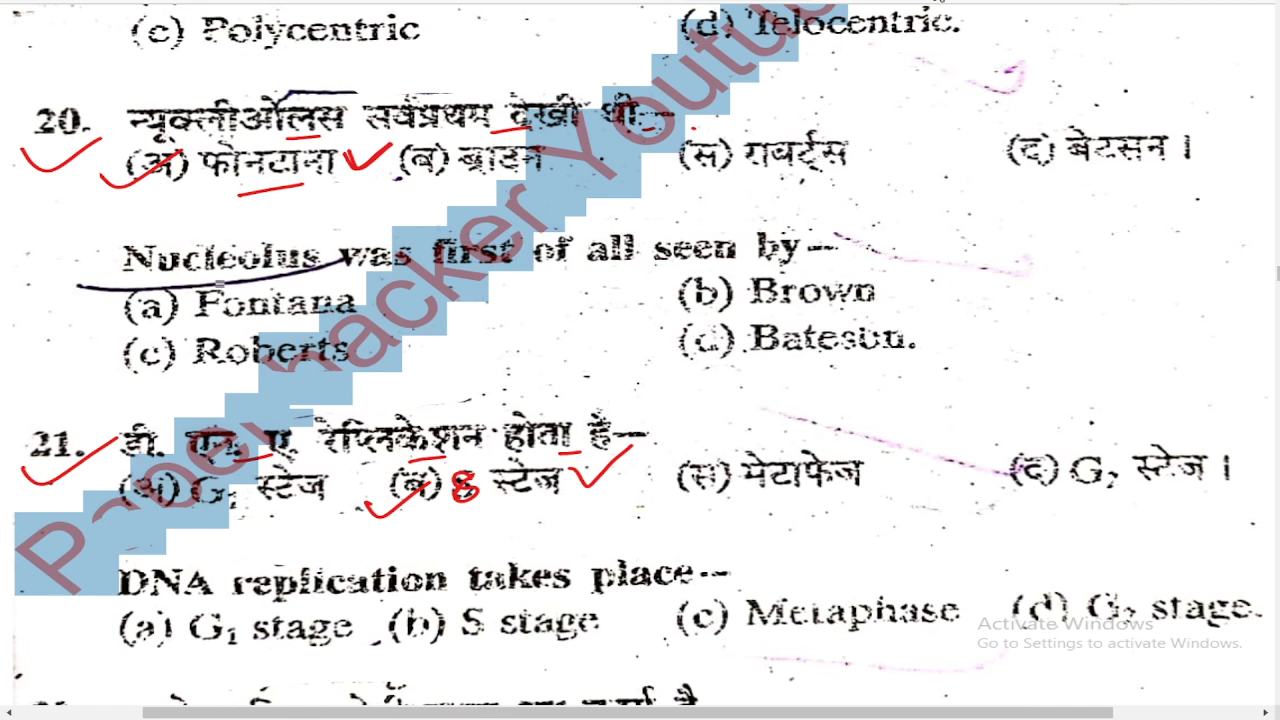 (c) Polycentric (d) Telocentric.
20. न्यूक्लीओलस सर्वप्रथम देखी थी—
(अ) फोनटाना (ब) ब्राउन (स) राबर्ट्स (द) बेटसन ।
Nucleolus was first of all seen by—
(a) Fontana (b) Brown
(c) Roberts (d) Bateson.
21. डी. एन. ए. रेप्लिकेशन होता है—
(अ) G₁ स्टेज (ब) 8 स्टेज (स) मेटाफेज (द) G₂ स्टेज ।
DNA replication takes place—
(a) G₁ stage (b) S stage (c) Metaphase (d) G₂ stage.
Activate Windows
Go to Settings to activate Windows.